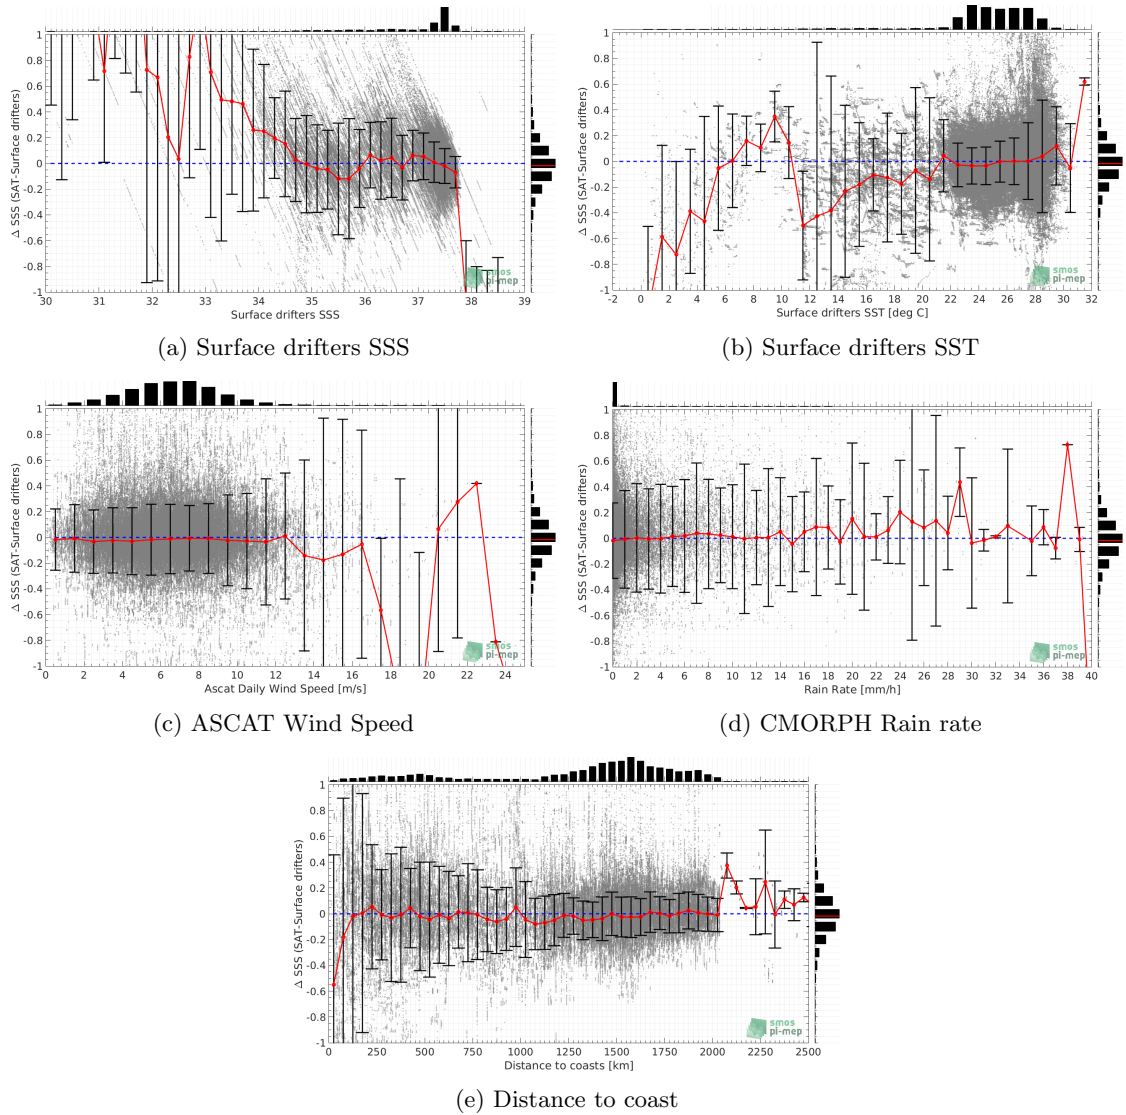 1
0.8
0.6
0.4
0.2
0
-0.2
-0.4
-0.6
-0.8
-1
Δ SSS (SAT-Surface drifters)
30 31 32 33 34 35 36 37 38 39
Surface drifters SSS
smos
pi-mep
(a) Surface drifters SSS
1
0.8
0.6
0.4
0.2
0
-0.2
-0.4
-0.6
-0.8
-1
Δ SSS (SAT-Surface drifters)
-2 0 2 4 6 8 10 12 14 16 18 20 22 24 26 28 30 32
Surface drifters SST [deg C]
smos
pi-mep
(b) Surface drifters SST
1
0.8
0.6
0.4
0.2
0
-0.2
-0.4
-0.6
-0.8
-1
Δ SSS (SAT-Surface drifters)
0 2 4 6 8 10 12 14 16 18 20 22 24
Ascat Daily Wind Speed [m/s]
smos
pi-mep
(c) ASCAT Wind Speed
1
0.8
0.6
0.4
0.2
0
-0.2
-0.4
-0.6
-0.8
-1
Δ SSS (SAT-Surface drifters)
0 2 4 6 8 10 12 14 16 18 20 22 24 26 28 30 32 34 36 38 40
Rain Rate [mm/h]
smos
pi-mep
(d) CMORPH Rain rate
1
0.8
0.6
0.4
0.2
0
-0.2
-0.4
-0.6
-0.8
-1
Δ SSS (SAT-Surface drifters)
0 250 500 750 1000 1250 1500 1750 2000 2250 2500
Distance to coasts [km]
smos
pi-mep
(e) Distance to coast